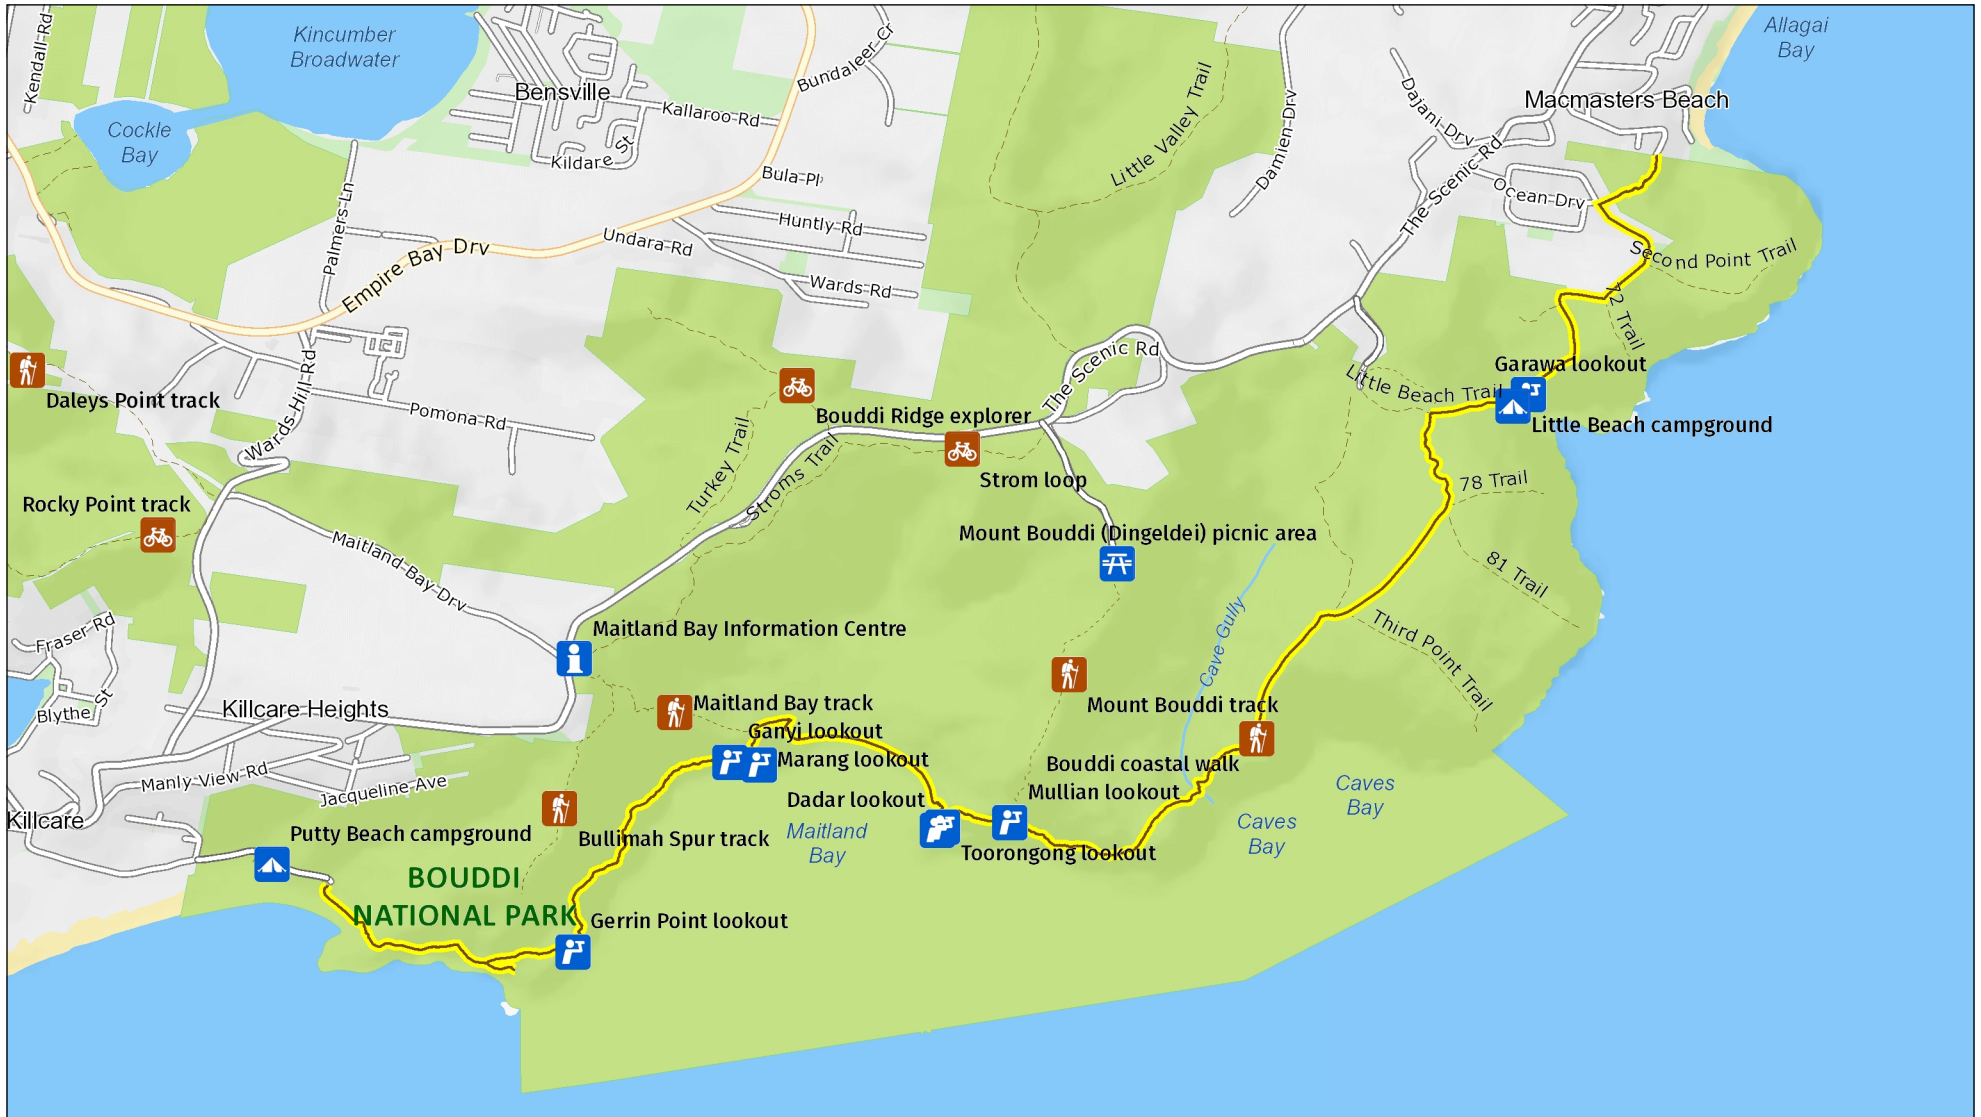 Kendall-Rd
Kincumber
Broadwater
Bensville
Bundaleer-Cr
Allagai
Bay
Macmasters Beach
Kallaroo-Rd
Cockle
Bay
Kildare St
Little Valley Trail
Damien-Drv
Dajani-Drv
The Scenic-Rd
Bula-Pl
Ocean-Drv
Palmers-Ln
Huntly Rd
Undara-Rd
Empire Bay Drv
Wards Rd
Second Point Trail
72 Trail
The Scenic Rd
Garawa lookout
Little Beach Trail
Little Beach campground
Daleys Point track
Wards-Hill-Rd
Pomona-Rd
Bouddi Ridge explorer
Turkey Trail
Stroms Trail
Strom loop
78 Trail
Rocky Point track
Mount Bouddi (Dingeldei) picnic area
Maitland-Bay-Drv
81 Trail
Fraser-Rd
Maitland Bay Information Centre
Cave Gully
Third Point Trail
Blythe St
Killcare Heights
Maitland Bay track
Mount Bouddi track
Ganyi lookout
Marang lookout
Bouddi coastal walk
Manly View-Rd
Jacqueline Ave
Dadar lookout
Mullian lookout
Caves
Bay
Killcare
Putty Beach campground
Bullimah Spur track
Maitland
Bay
Toorongong lookout
Caves
Bay
BOUDDI
NATIONAL PARK
Gerrin Point lookout